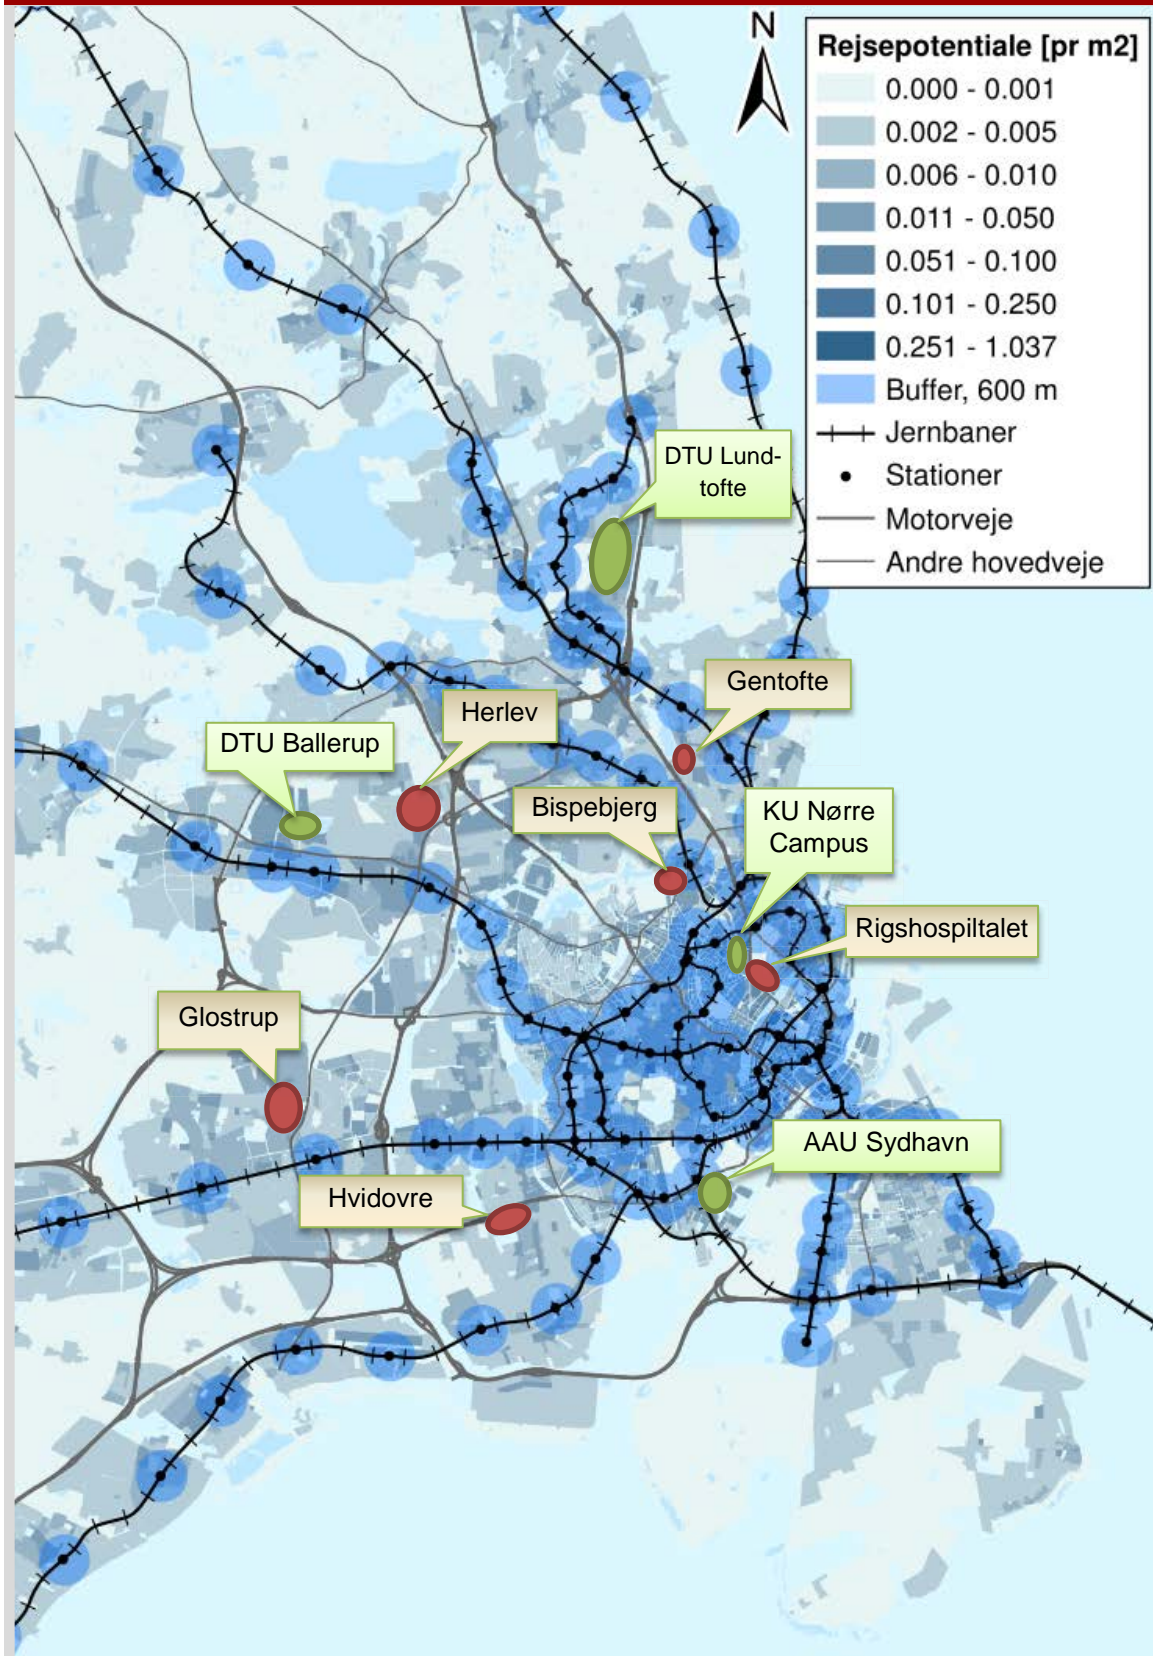 N
Rejsepotentiale [pr m2]
0.000 - 0.001
0.002 - 0.005
0.006 - 0.010
0.011 - 0.050
0.051 - 0.100
0.101 - 0.250
0.251 - 1.037
Buffer, 600 m
Jernbaner
Stationer
Motorveje
Andre hovedveje
DTU Lund-
tofte
Gentofte
Herlev
DTU Ballerup
Bispebjerg
KU Nørre
Campus
Rigshospiltalet
Glostrup
AAU Sydhavn
Hvidovre